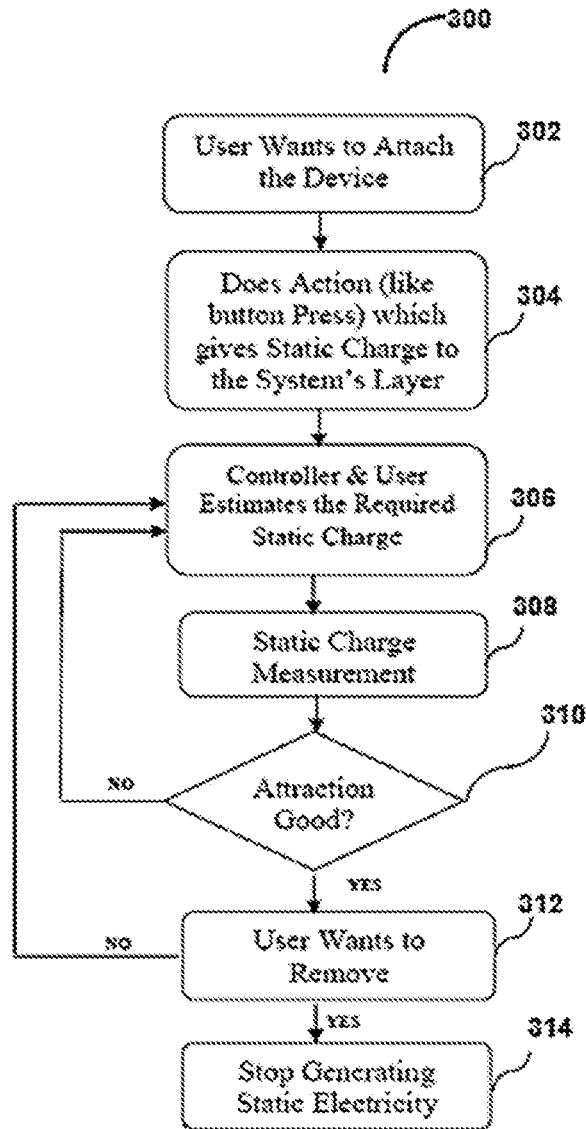 300
User Wants to Attach
the Device
302
Does Action (like
button Press) which
gives Static Charge to
the System's Layer
304
Controller & User
Estimates the Required
Static Charge
306
Static Charge
Measurement
308
Attraction
Good?
310
NO
YES
User Wants to
Remove
312
NO
YES
Stop Generating
Static Electricity
314